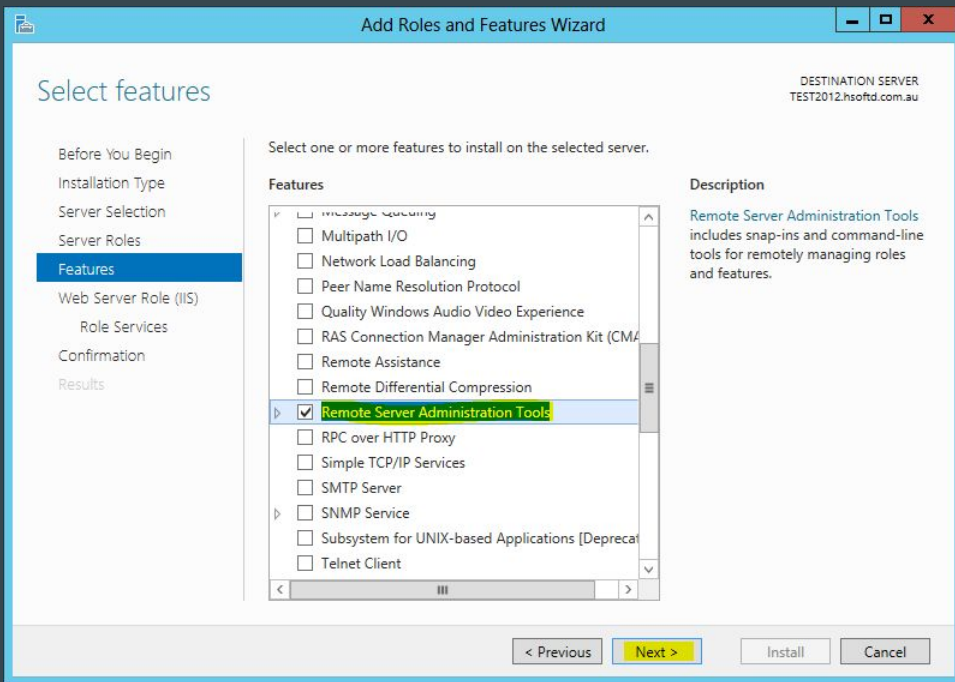 Add Roles and Features Wizard
Select features
DESTINATION SERVER
TEST2012.hsoftd.com.au
Before You Begin
Installation Type
Server Selection
Server Roles
Features
Web Server Role (IIS)
Role Services
Confirmation
Results
Select one or more features to install on the selected server.
Features
Message Queuing
Multipath I/O
Network Load Balancing
Peer Name Resolution Protocol
Quality Windows Audio Video Experience
RAS Connection Manager Administration Kit (CMA
Remote Assistance
Remote Differential Compression
Remote Server Administration Tools
RPC over HTTP Proxy
Simple TCP/IP Services
SMTP Server
SNMP Service
Subsystem for UNIX-based Applications [Deprecat
Telnet Client
Description
Remote Server Administration Tools
includes snap-ins and command-line
tools for remotely managing roles
and features.
< Previous
Next >
Install
Cancel